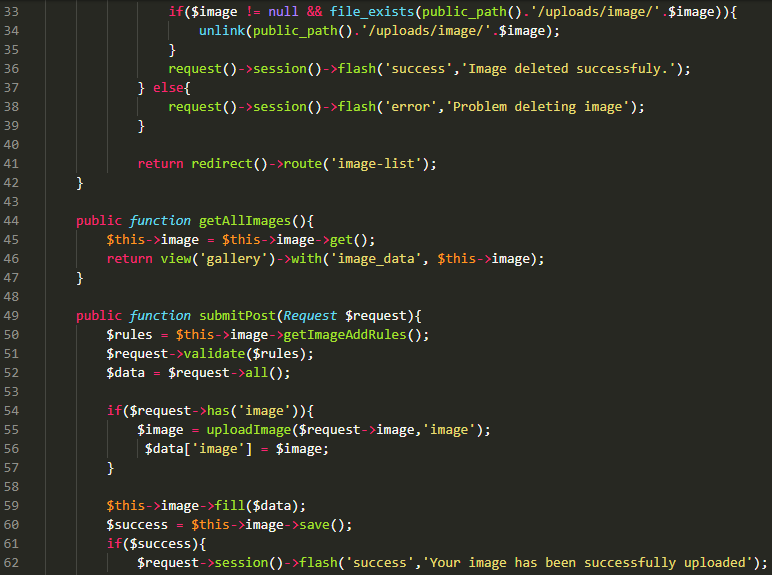 33 if($image != null && file_exists(public_path().'/uploads/image/'.$image)){
34 unlink(public_path().'/uploads/image/'.$image);
35 }
36 request()->session()->flash('success','Image deleted successfuly.');
37 } else{
38 request()->session()->flash('error','Problem deleting image');
39 }
40
41 return redirect()->route('image-list');
42 }
43
44 public function getAllImages(){
45 $this->image = $this->image->get();
46 return view('gallery')->with('image_data', $this->image);
47 }
48
49 public function submitPost(Request $request){
50 $rules = $this->image->getImageAddRules();
51 $request->validate($rules);
52 $data = $request->all();
53
54 if($request->has('image')){
55 $image = uploadImage($request->image,'image');
56 $data['image'] = $image;
57 }
58
59 $this->image->fill($data);
60 $success = $this->image->save();
61 if($success){
62 $request->session()->flash('success','Your image has been successfully uploaded');